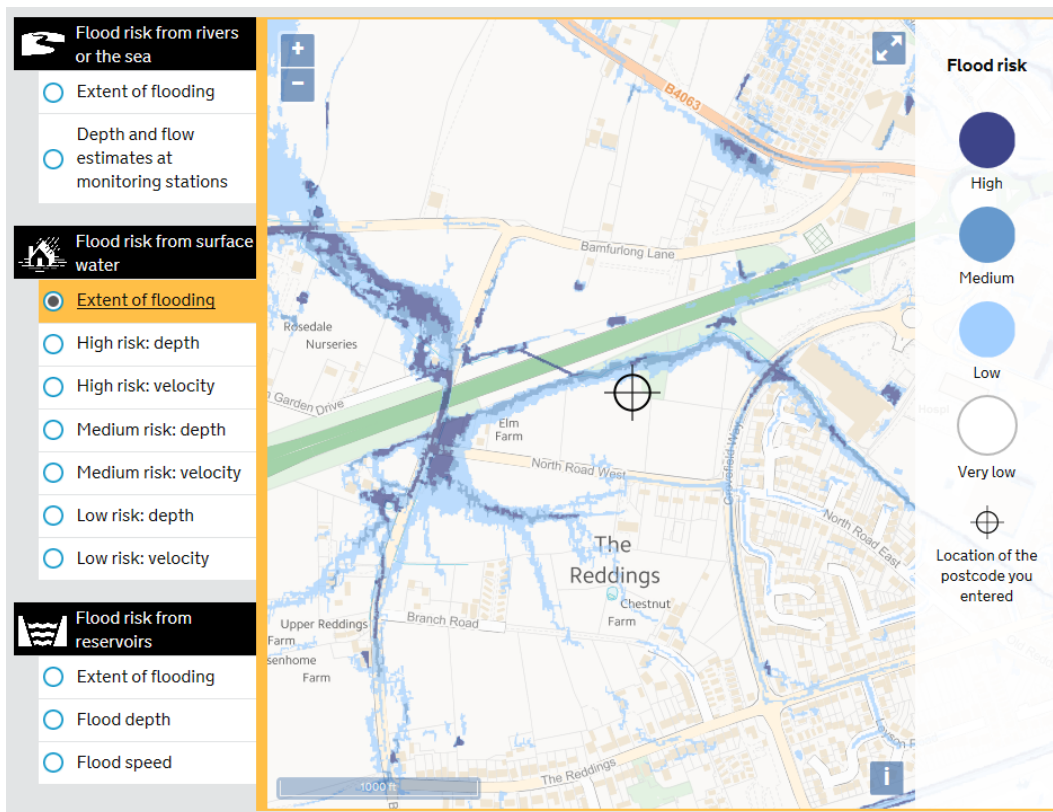 Flood risk from rivers
or the sea
Extent of flooding
Depth and flow
estimates at
monitoring stations
Flood risk from surface
water
Extent of flooding
High risk: depth
High risk: velocity
Medium risk: depth
Medium risk: velocity
Low risk: depth
Low risk: velocity
Flood risk from
reservoirs
Extent of flooding
Flood depth
Flood speed
+
−
B4063
Bamfurlong Lane
Rosedale
Nurseries
Garden Drive
Elm
Farm
North Road West
Grovefield Way
North Road East
The
Reddings
Chestnut
Farm
Upper Reddings
Farm
Branch Road
senhome
Farm
The Reddings
1000 ft
i
Flood risk
High
Medium
Low
Very low
Location of the
postcode you
entered